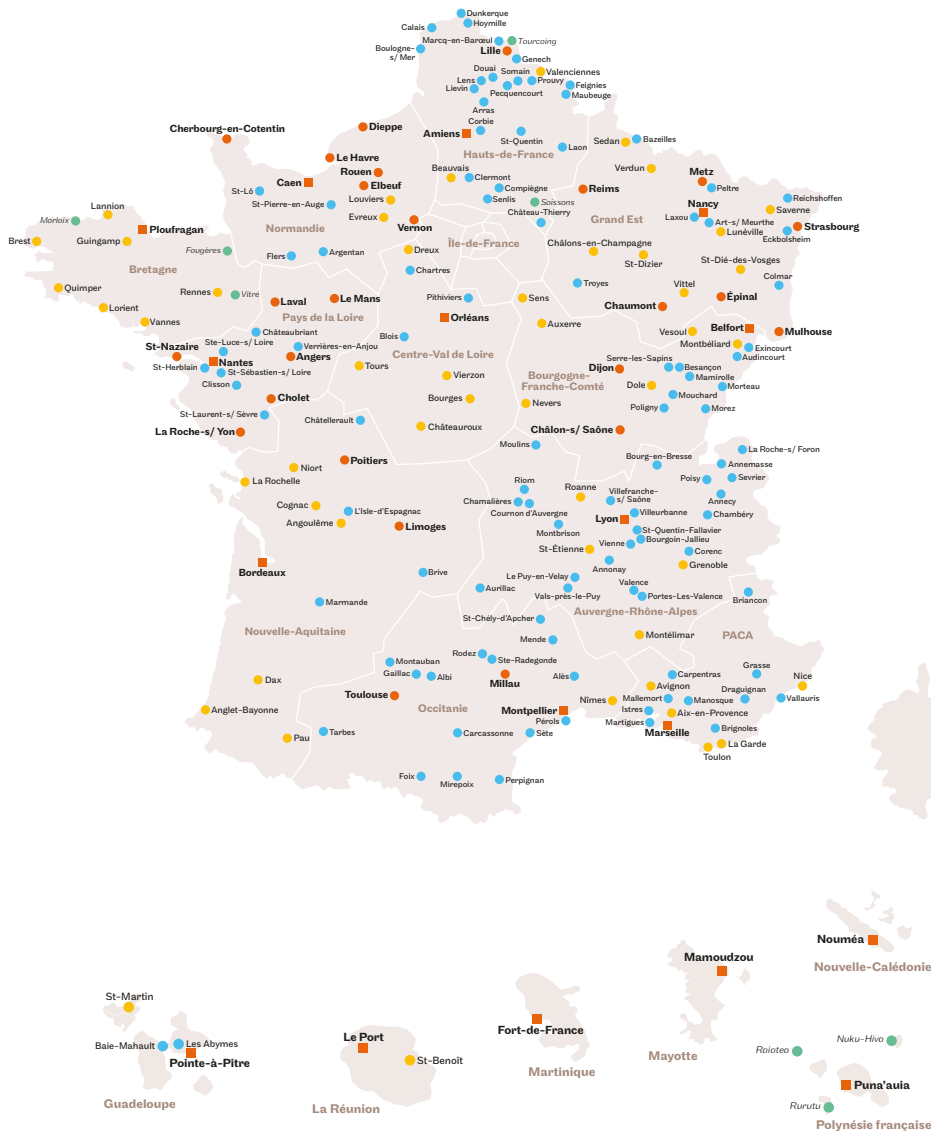 Dunkerque
Hoymille
Calais
Marcq-en-Barœul
Tourcoing
Boulogne-
s/ Mer
Lille
Genech
Douai
Somain
Valenciennes
Lens
Prouvy
Feignies
Lievin
Pecquencourt
Maubeuge
Arras
Corbie
Cherbourg-en-Cotentin
Dieppe
Amiens
St-Quentin
Sedan
Bazeilles
Laon
Hauts-de-France
Le Havre
Rouen
Beauvais
Clermont
Verdun
Metz
Caen
Elbeuf
Compiègne
Reims
Peltre
St-Lô
Louviers
Senlis
Soissons
Nancy
Reichshoffen
St-Pierre-en-Auge
Château-Thierry
Saverne
Lannion
Evreux
Grand Est
Laxou
Art-s/ Meurthe
Morlaix
Vernon
Lunéville
Strasbourg
Ploufragan
Normandie
Eckbolsheim
Brest
Guingamp
Fougères
Île-de-France
Châlons-en-Champagne
Dreux
Flers
Argentan
St-Dizier
St-Dié-des-Vosges
Bretagne
Chartres
Colmar
Quimper
Rennes
Vitré
Troyes
Vittel
Laval
Le Mans
Pithiviers
Sens
Épinal
Lorient
Chaumont
Pays de la Loire
Orléans
Vannes
Auxerre
Belfort
Châteaubriant
Vesoul
Mulhouse
Ste-Luce-s/ Loire
Blois
Montbéliard
St-Nazaire
Verrières-en-Anjou
Exincourt
Centre-Val de Loire
Serre-les-Sapins
Audincourt
Nantes
Angers
St-Herblain
Tours
Dijon
Besançon
St-Sébastien-s/ Loire
Vierzon
Bourgogne-
Franche-Comté
Mamirolle
Clisson
Dole
Morteau
Mouchard
Cholet
Bourges
Nevers
Poligny
Morez
St-Laurent-s/ Sèvre
Châtellerault
Châteauroux
La Roche-s/ Yon
Châlon-s/ Saône
Moulins
La Roche-s/ Foron
Bourg-en-Bresse
Poitiers
Annemasse
Niort
La Rochelle
Riom
Roanne
Poisy
Sevrier
Villefranche-
s/ Saône
Annecy
Chamalières
Cognac
L'Isle-d'Espagnac
Cournon d'Auvergne
Villeurbanne
Chambéry
Angoulême
Limoges
Lyon
Montbrison
St-Quentin-Fallavier
Bourgoin-Jallieu
Vienne
St-Étienne
Corenc
Bordeaux
Grenoble
Annonay
Brive
Le Puy-en-Velay
Valence
Aurillac
Vals-près-le-Puy
Portes-Les-Valence
Briancon
Marmande
Auvergne-Rhône-Alpes
St-Chély-d'Apcher
Nouvelle-Aquitaine
Mende
Montélimar
PACA
Rodez
Montauban
Ste-Radegonde
Grasse
Gaillac
Albi
Alès
Carpentras
Nice
Dax
Millau
Avignon
Draguignan
Toulouse
Nîmes
Mallemort
Manosque
Vallauris
Anglet-Bayonne
Occitanie
Montpellier
Istres
Aix-en-Provence
Pérols
Martigues
Brignoles
Tarbes
Carcassonne
Sète
Marseille
Pau
La Garde
Toulon
Foix
Mirepoix
Perpignan
Nouméa
Mamoudzou
Nouvelle-Calédonie
St-Martin
Fort-de-France
Le Port
Nuku-Hiva
Baie-Mahault
Les Abymes
Raiatea
Pointe-à-Pitre
St-Benoît
Mayotte
Martinique
Puna'auia
Guadeloupe
La Réunion
Rurutu
Polynésie française